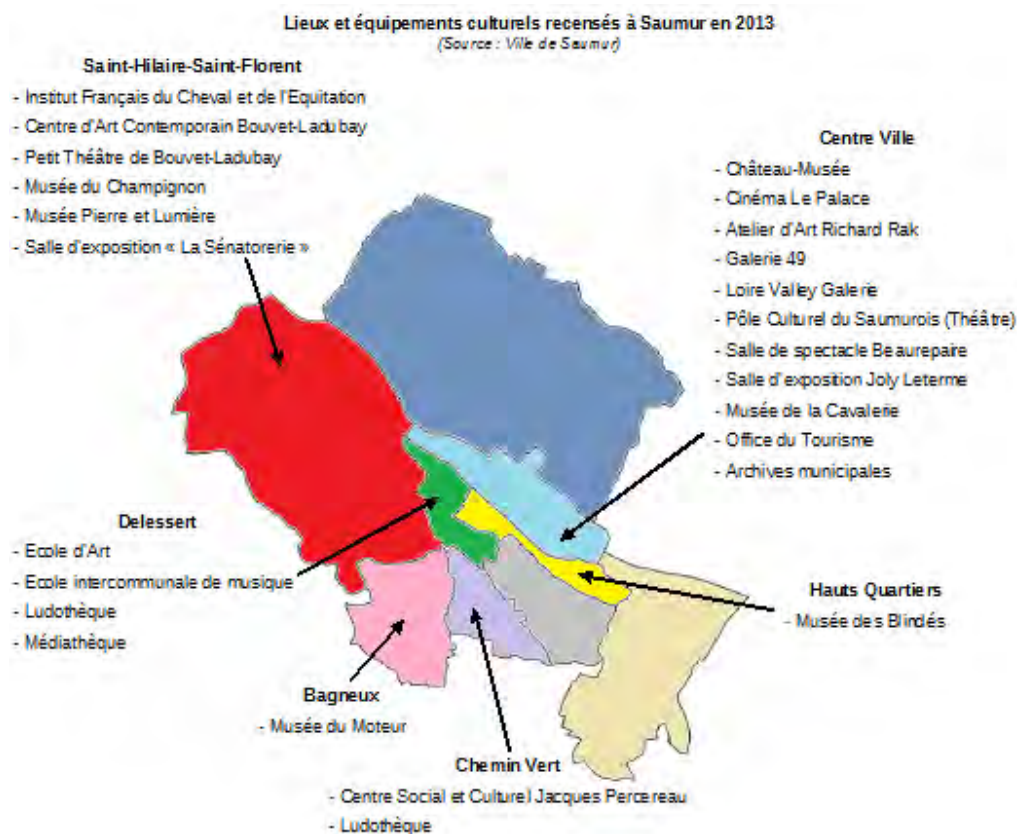 Lieux et équipements culturels recensés à Saumur en 2013
(Source : Ville de Saumur)
Saint-Hilaire-Saint-Florent
- Institut Français du Cheval et de l'Equitation
- Centre d'Art Contemporain Bouvet-Ladubay
- Petit Théâtre de Bouvet-Ladubay
- Musée du Champignon
- Musée Pierre et Lumière
- Salle d'exposition « La Sénatorerie »
Centre Ville
- Château-Musée
- Cinéma Le Palace
- Atelier d'Art Richard Rak
- Galerie 49
- Loire Valley Galerie
- Pôle Culturel du Saumurois (Théâtre)
- Salle de spectacle Beaurepaire
- Salle d'exposition Joly Leterme
- Musée de la Cavalerie
- Office du Tourisme
- Archives municipales
Delessert
- Ecole d'Art
- Ecole intercommunale de musique
- Ludothèque
- Médiathèque
Hauts Quartiers
- Musée des Blindés
Bagneux
- Musée du Moteur
Chemin Vert
- Centre Social et Culturel Jacques Percereau
- Ludothèque